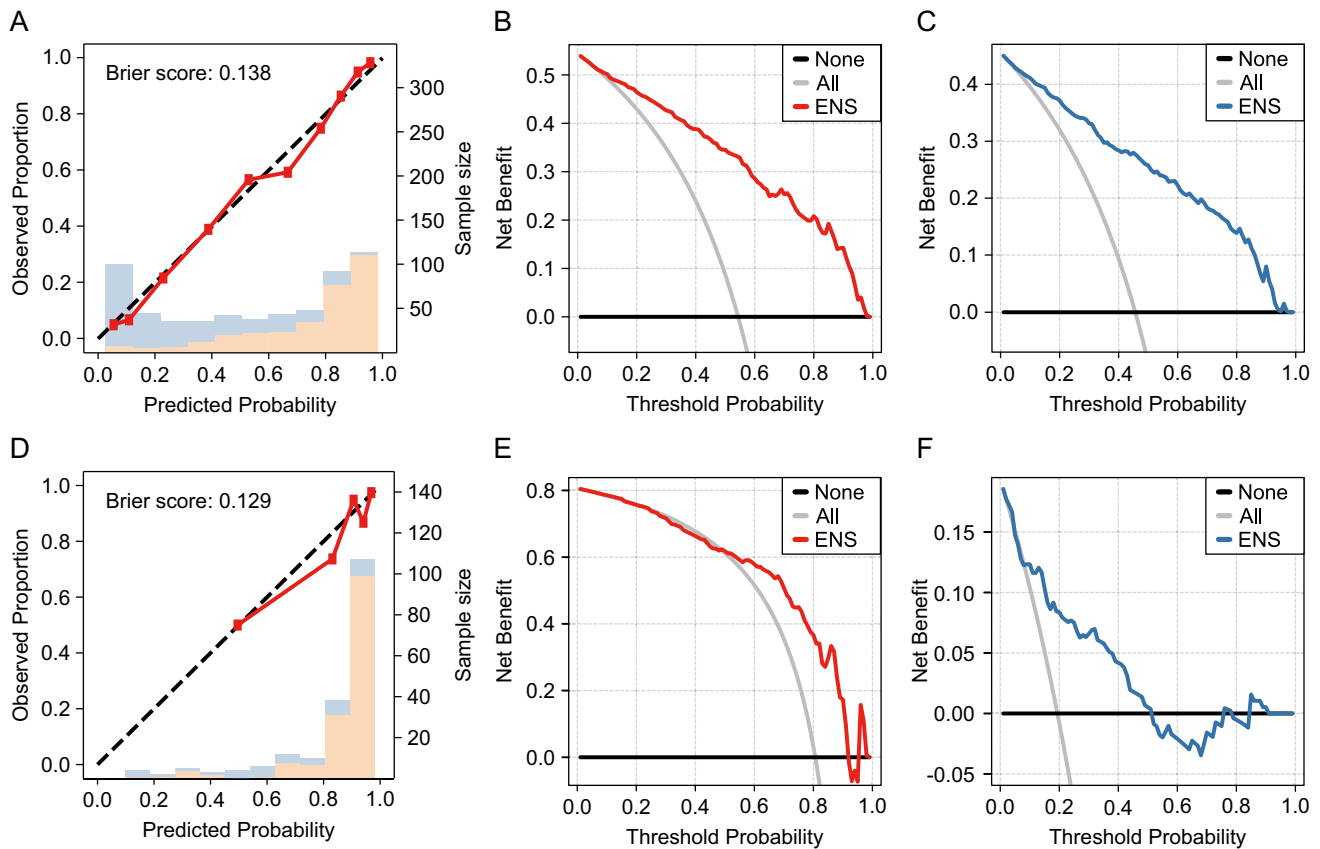 A
Brier score: 0.138
1.0
0.8
0.6
0.4
0.2
0.0
Observed Proportion
300
250
200
150
100
50
Sample size
0.0 0.2 0.4 0.6 0.8 1.0
Predicted Probability
B
None
All
ENS
0.5
0.4
0.3
0.2
0.1
0.0
Net Benefit
0.0 0.2 0.4 0.6 0.8 1.0
Threshold Probability
C
None
All
ENS
0.4
0.3
0.2
0.1
0.0
Net Benefit
0.0 0.2 0.4 0.6 0.8 1.0
Threshold Probability
D
Brier score: 0.129
1.0
0.8
0.6
0.4
0.2
0.0
Observed Proportion
140
120
100
80
60
40
20
Sample size
0.0 0.2 0.4 0.6 0.8 1.0
Predicted Probability
E
None
All
ENS
0.8
0.6
0.4
0.2
0.0
Net Benefit
0.0 0.2 0.4 0.6 0.8 1.0
Threshold Probability
F
None
All
ENS
0.15
0.10
0.05
0.00
-0.05
Net Benefit
0.0 0.2 0.4 0.6 0.8 1.0
Threshold Probability